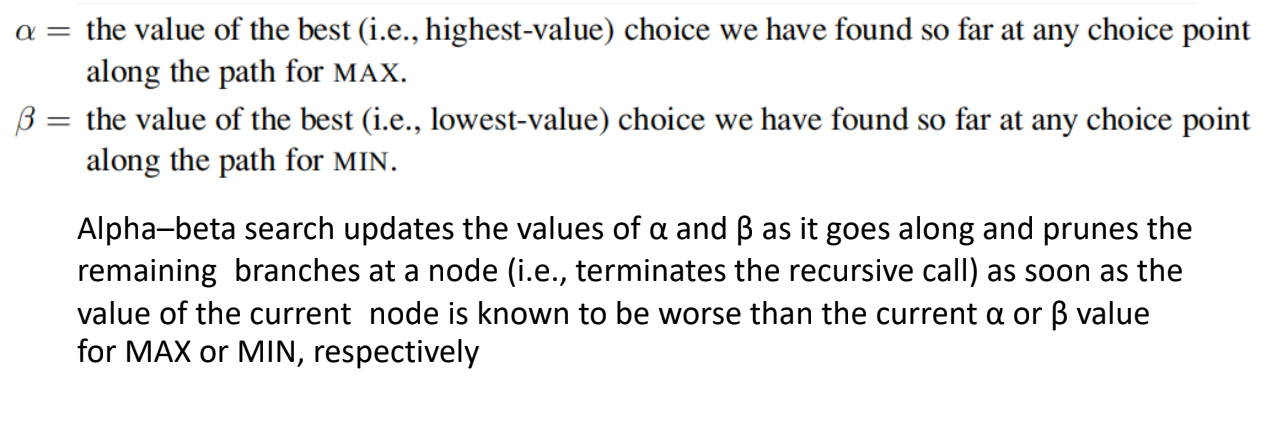 α = the value of the best (i.e., highest-value) choice we have found so far at any choice point
along the path for MAX.
β = the value of the best (i.e., lowest-value) choice we have found so far at any choice point
along the path for MIN.
Alpha–beta search updates the values of α and β as it goes along and prunes the
remaining  branches at a node (i.e., terminates the recursive call) as soon as the
value of the current  node is known to be worse than the current α or β value
for MAX or MIN, respectively